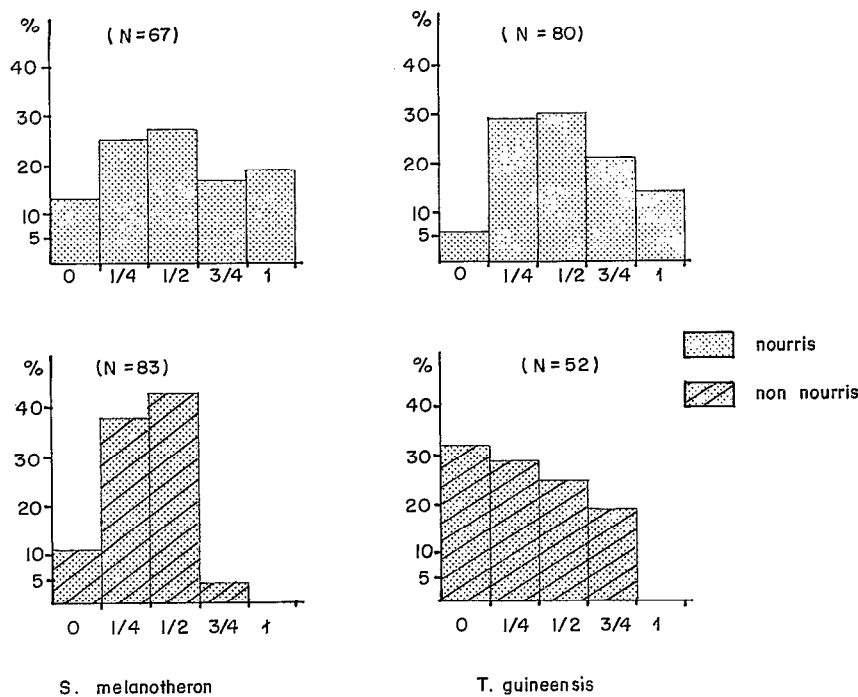 %
( N=67)
40
30
20
10
5
0 1/4 1/2 3/4 1
%
( N = 80)
40
30
20
10
5
0 1/4 1/2 3/4 1
%
(N =83)
40
30
20
10
5
0 1/4 1/2 3/4 1
%
( N=52)
40
30
20
10
5
0 1/4 1/2 3/4 1
nourris
non nourris
S. melanotheron
T. guineensis